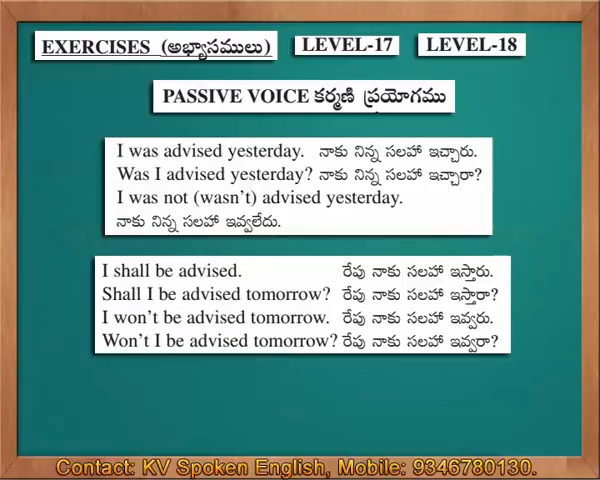 EXERCISES (అభ్యాసములు) LEVEL-17 LEVEL-18
PASSIVE VOICE కర్మణి ప్రయోగము
I was advised yesterday. నాకు నిన్న సలహా ఇచ్చారు.
Was I advised yesterday? నాకు నిన్న సలహా ఇచ్చారా?
I was not (wasn't) advised yesterday.
నాకు నిన్న సలహా ఇవ్వలేదు.
I shall be advised. రేపు నాకు సలహా ఇస్తారు.
Shall I be advised tomorrow? రేపు నాకు సలహా ఇస్తారా?
I won't be advised tomorrow. రేపు నాకు సలహా ఇవ్వరు.
Won't I be advised tomorrow? రేపు నాకు సలహా ఇవ్వరా?
Contact: KV Spoken English, Mobile: 9346780130.